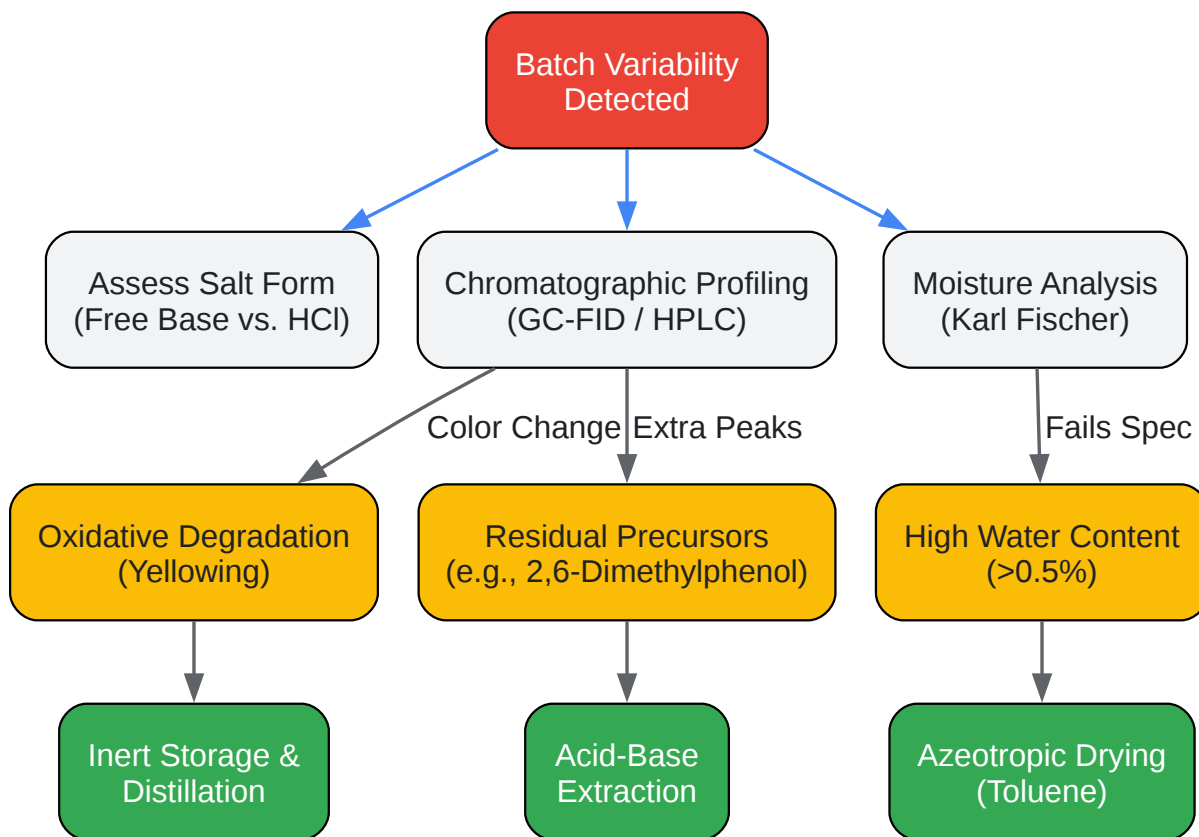 Batch Variability
Detected
Assess Salt Form
(Free Base vs. HCl)
Chromatographic Profiling
(GC-FID / HPLC)
Moisture Analysis
(Karl Fischer)
Color Change
Extra Peaks
Fails Spec
Oxidative Degradation
(Yellowing)
Residual Precursors
(e.g., 2,6-Dimethylphenol)
High Water Content
(>0.5%)
Inert Storage &
Distillation
Acid-Base
Extraction
Azeotropic Drying
(Toluene)